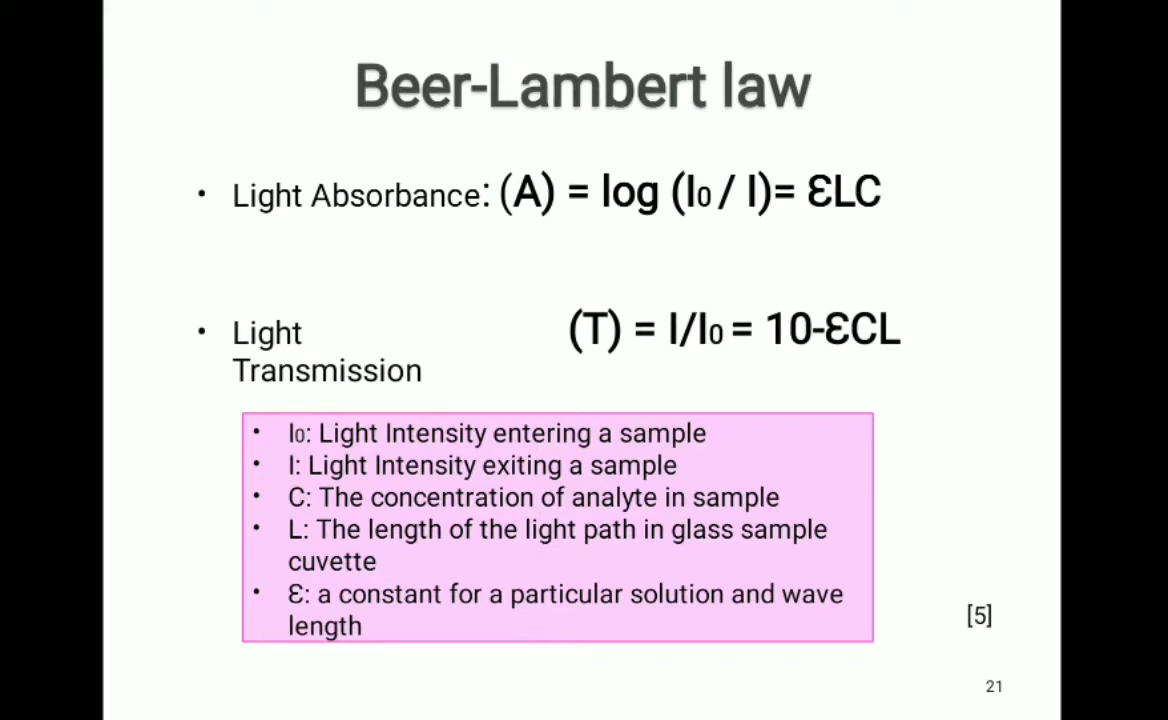 Beer-Lambert law
• Light Absorbance: (A) = log (I0 / I)= ƐLC
• Light (T) = I/I0 = 10-ƐCL
Transmission
• I0: Light Intensity entering a sample
• I: Light Intensity exiting a sample
• C: The concentration of analyte in sample
• L: The length of the light path in glass sample
cuvette
• Ɛ: a constant for a particular solution and wave
length
[5]
21